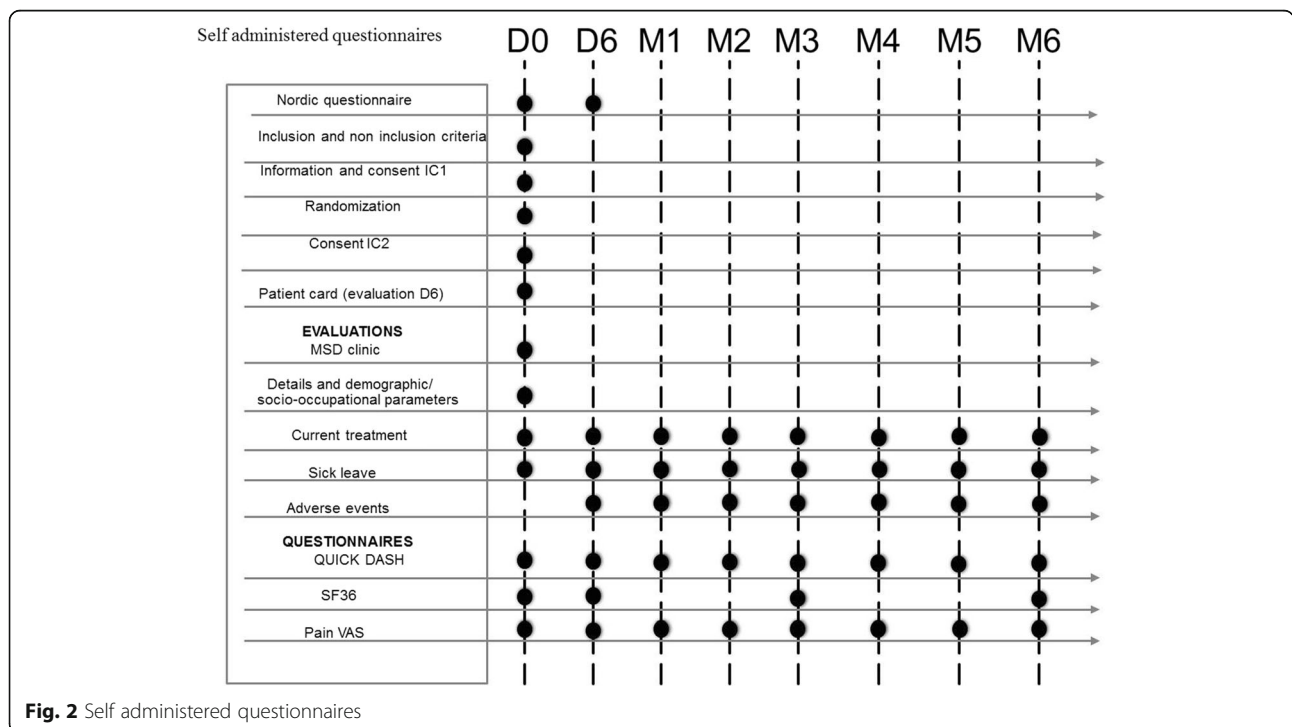 Self administered questionnaires D0 D6 M1 M2 M3 M4 M5 M6
Nordic questionnaire
Inclusion and non inclusion criteria
Information and consent IC1
Randomization
Consent IC2
Patient card (evaluation D6)
EVALUATIONS
MSD clinic
Details and demographic/
socio-occupational parameters
Current treatment
Sick leave
Adverse events
QUESTIONNAIRES
QUICK DASH
SF36
Pain VAS
Fig. 2 Self administered questionnaires